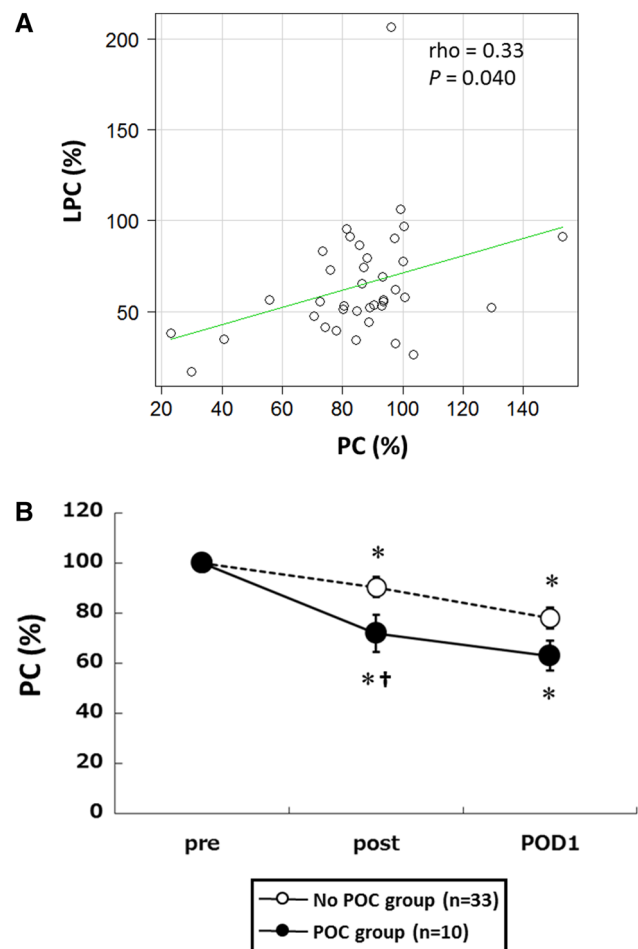 A
rho = 0.33
P = 0.040
200
150
100
50
LPC (%)
20 40 60 80 100 120 140
PC (%)
B
120
100
80
60
40
20
0
PC (%)
* *
*† *
pre post POD1
No POC group (n=33)
POC group (n=10)